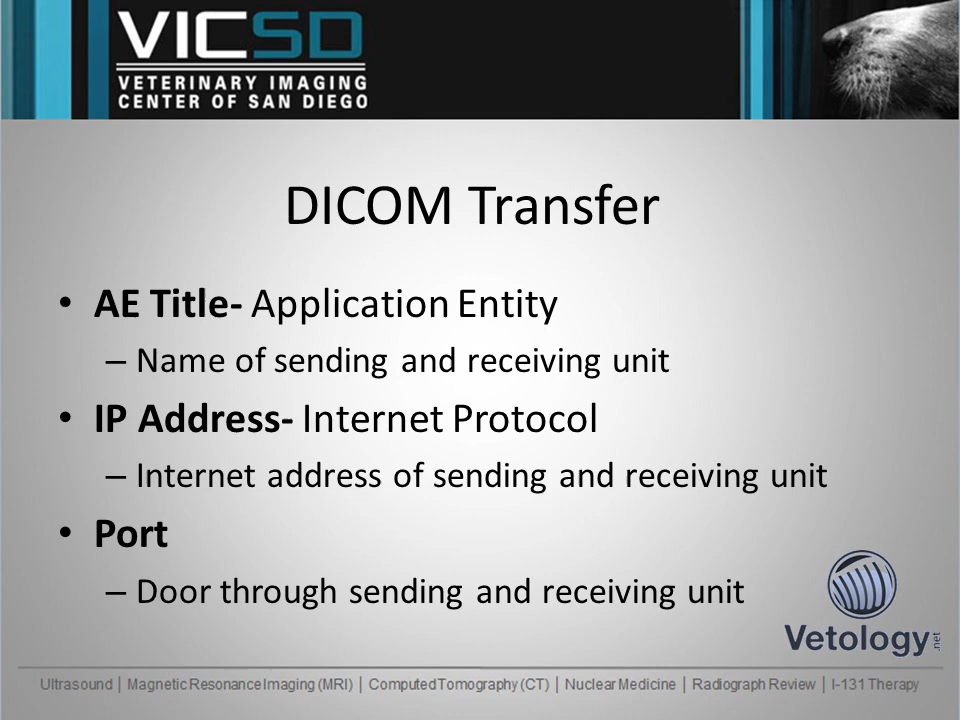 VICSD
VETERINARY IMAGING
CENTER OF SAN DIEGO
DICOM Transfer
• AE Title- Application Entity
– Name of sending and receiving unit
• IP Address- Internet Protocol
– Internet address of sending and receiving unit
• Port
– Door through sending and receiving unit
Vetology.net
Ultrasound | Magnetic Resonance Imaging (MRI) | Computed Tomography (CT) | Nuclear Medicine | Radiograph Review | I-131 Therapy